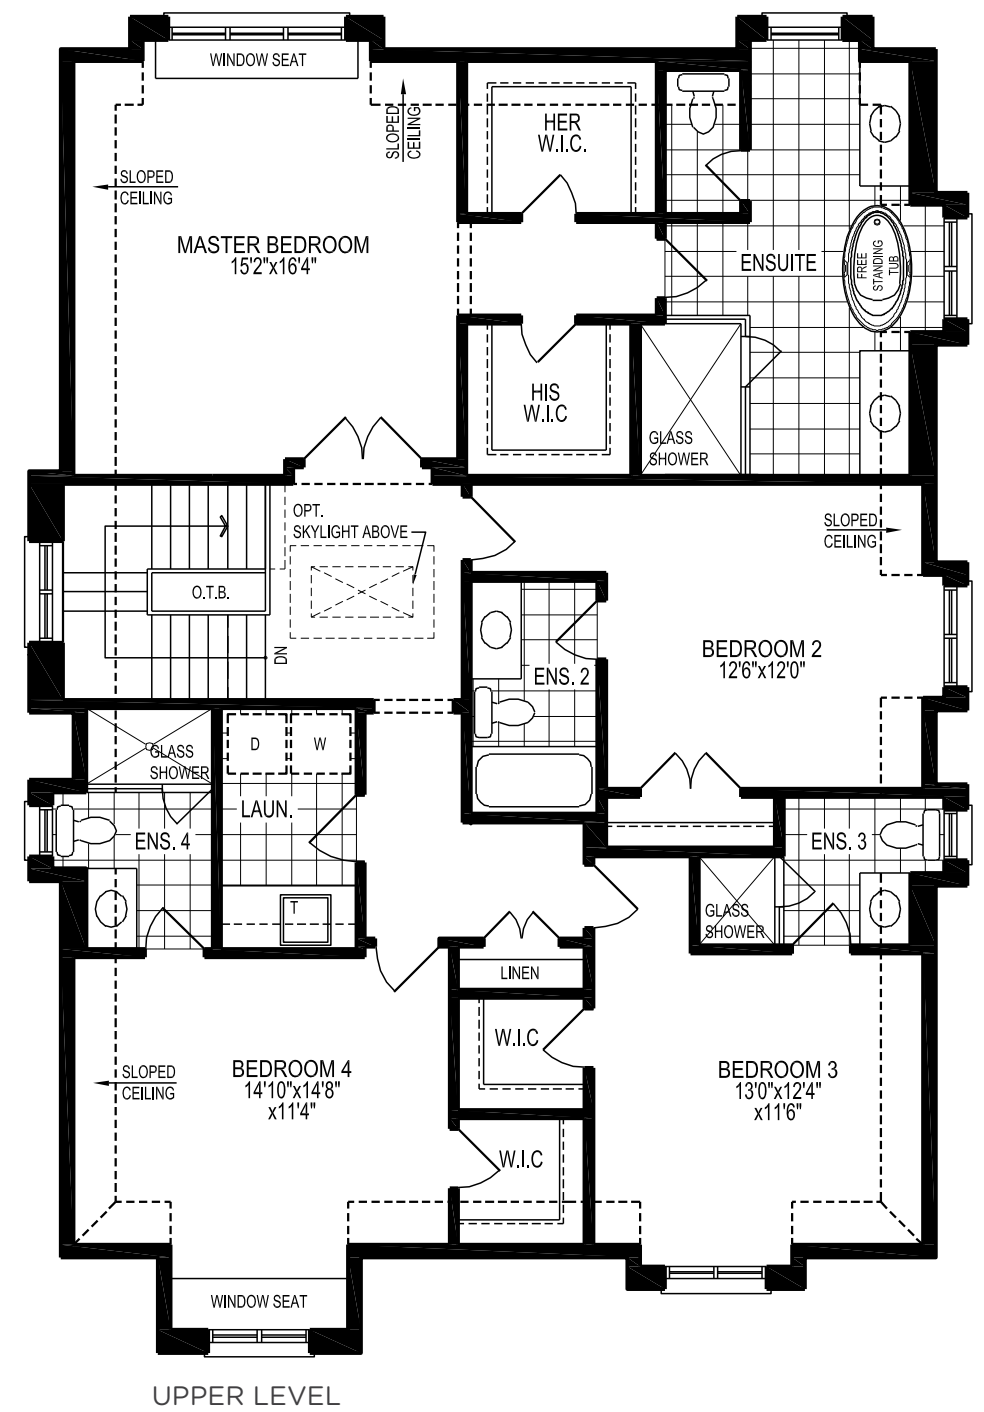 WINDOW SEAT
SLOPED
CEILING
SLOPED
CEILING
MASTER BEDROOM
15'2"x16'4"
HER
W.I.C.
ENSUITE
FREE
STANDING
TUB
HIS
W.I.C
GLASS
SHOWER
OPT.
SKYLIGHT ABOVE
O.T.B.
DN
SLOPED
CEILING
BEDROOM 2
12'6"x12'0"
ENS. 2
GLASS
SHOWER
D
W
LAUN.
ENS. 4
T
ENS. 3
GLASS
SHOWER
LINEN
W.I.C
BEDROOM 4
14'10"x14'8"
x11'4"
SLOPED
CEILING
BEDROOM 3
13'0"x12'4"
x11'6"
W.I.C
WINDOW SEAT
UPPER LEVEL